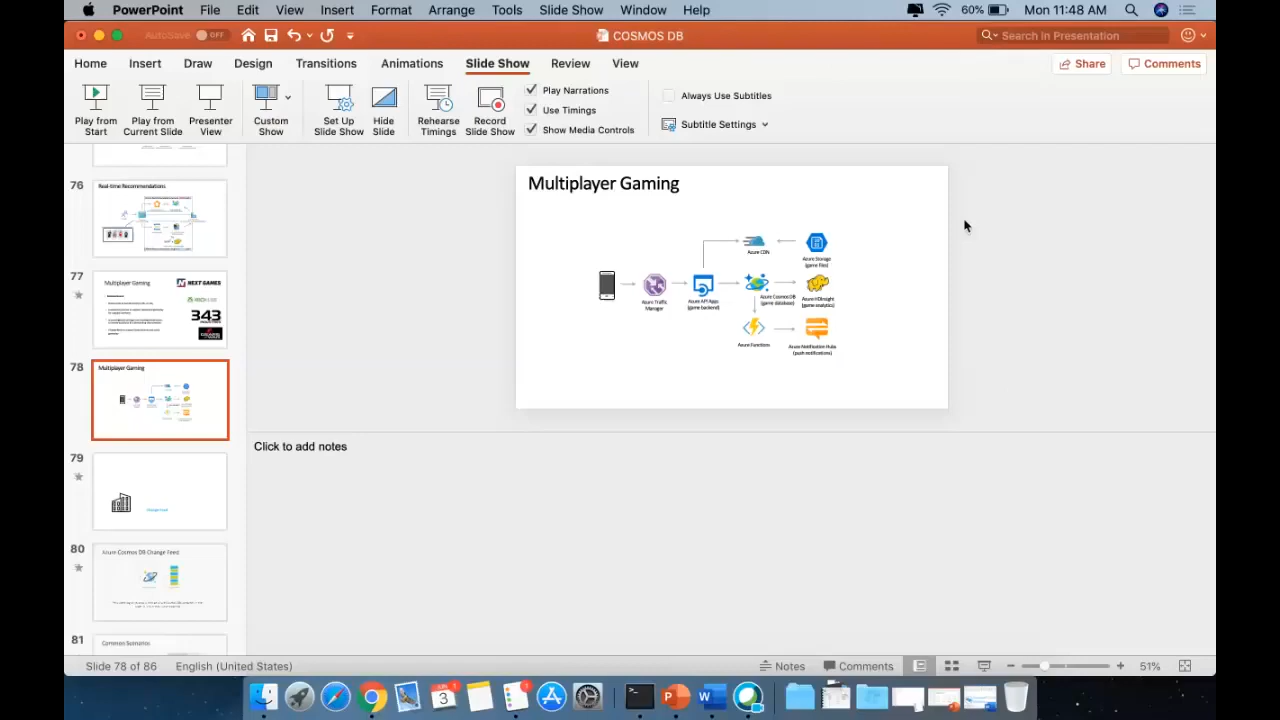 PowerPoint File Edit View Insert Format Arrange Tools Slide Show Window Help 60% Mon 11:48 AM
AutoSave OFF COSMOS DB Search in Presentation
Home Insert Draw Design Transitions Animations Slide Show Review View Share Comments
Play from Start
Play from Current Slide
Presenter View
Custom Show
Set Up Slide Show
Hide Slide
Rehearse Timings
Record Slide Show
Play Narrations
Use Timings
Show Media Controls
Always Use Subtitles
Subtitle Settings
76
Real-time Recommendations
77
Multiplayer Gaming
NEXT GAMES
343
78
Multiplayer Gaming
79
Change Feed
80
Azure Cosmos DB Change Feed
81
Common Scenarios
Multiplayer Gaming
Azure CDN
Azure Storage
(game files)
Azure Traffic
Manager
Azure API Apps
(game backend)
Azure Cosmos DB
(game database)
Azure HDInsight
(game analytics)
Azure Functions
Azure Notification Hubs
(push notifications)
Click to add notes
Slide 78 of 86 English (United States) Notes Comments 51%
JUN
3